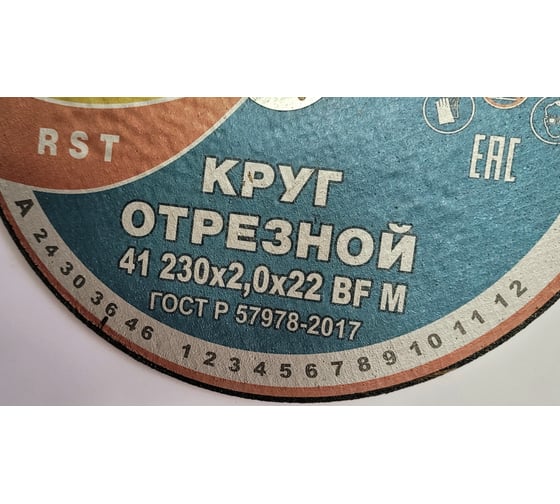 RST
EAC
КРУГ
ОТРЕЗНОЙ
41 230x2,0x22 BF M
ГОСТ Р 57978-2017
A 24 30 36 46 1 2 3 4 5 6 7 8 9 10 11 12